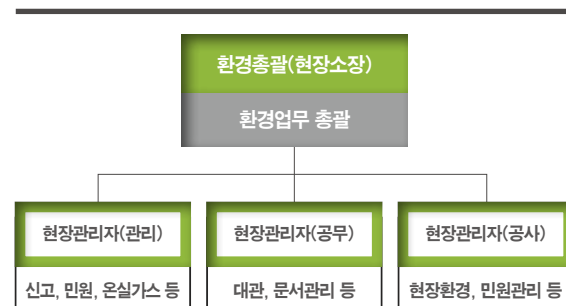 환경총괄(현장소장)
환경업무 총괄
현장관리자(관리)
현장관리자(공무)
현장관리자(공사)
신고, 민원, 온실가스 등
대관, 문서관리 등
현장환경, 민원관리 등